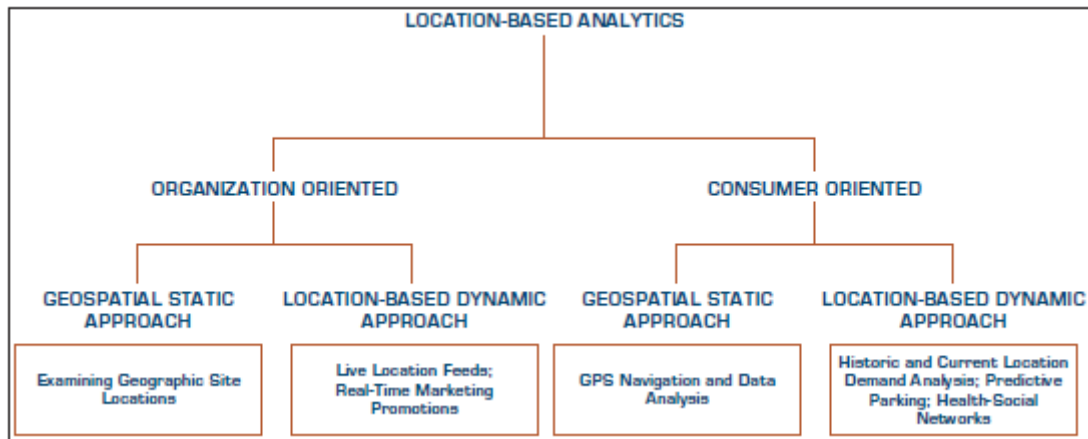 LOCATION-BASED ANALYTICS
ORGANIZATION ORIENTED
CONSUMER ORIENTED
GEOSPATIAL STATIC
APPROACH
LOCATION-BASED DYNAMIC
APPROACH
GEOSPATIAL STATIC
APPROACH
LOCATION-BASED DYNAMIC
APPROACH
Examining Geographic Site
Locations
Live Location Feeds;
Real-Time Marketing
Promotions
GPS Navigation and Data
Analysis
Historic and Current Location
Demand Analysis; Predictive
Parking; Health-Social
Networks